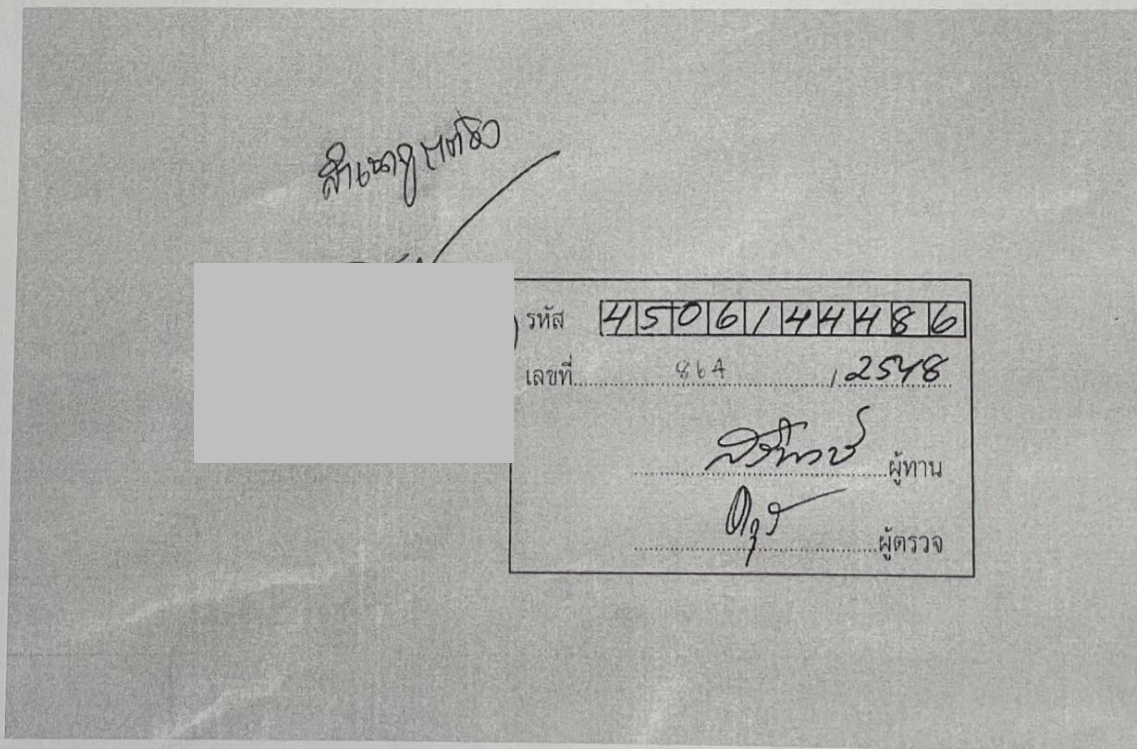 สำเนาถูกต้อง
รหัส 4506144486
เลขที่ 864 / 2548
ผู้ทาน
ผู้ตรวจ